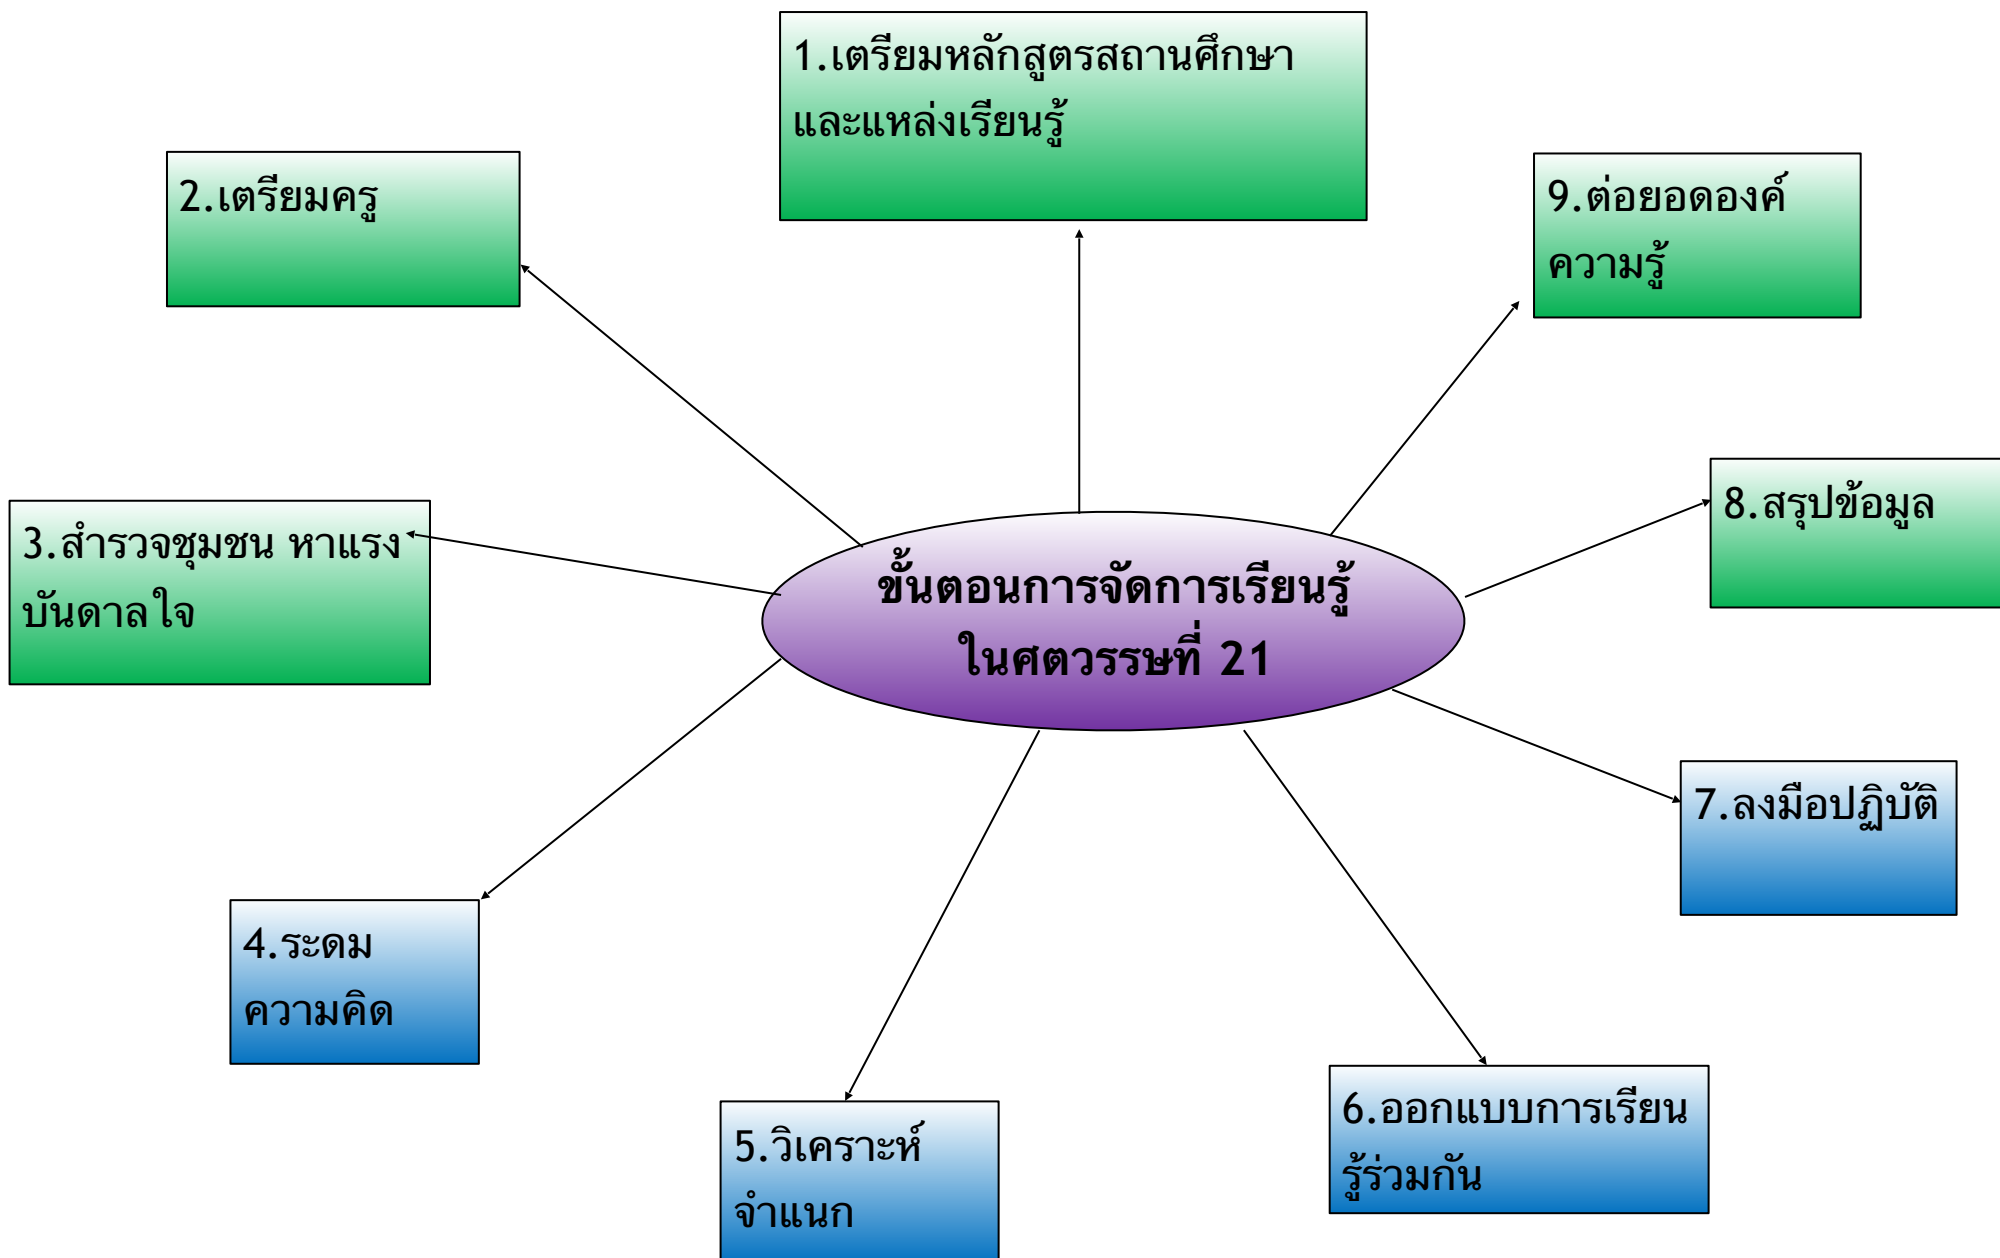 1.เตรียมหลักสูตรสถานศึกษา
และแหล่งเรียนรู้
2.เตรียมครู
9.ต่อยอดองค์
ความรู้
3.สำรวจชุมชน หาแรง
บันดาลใจ
ขั้นตอนการจัดการเรียนรู้
ในศตวรรษที่ 21
8.สรุปข้อมูล
7.ลงมือปฏิบัติ
4.ระดม
ความคิด
5.วิเคราะห์
จำแนก
6.ออกแบบการเรียน
รู้ร่วมกัน